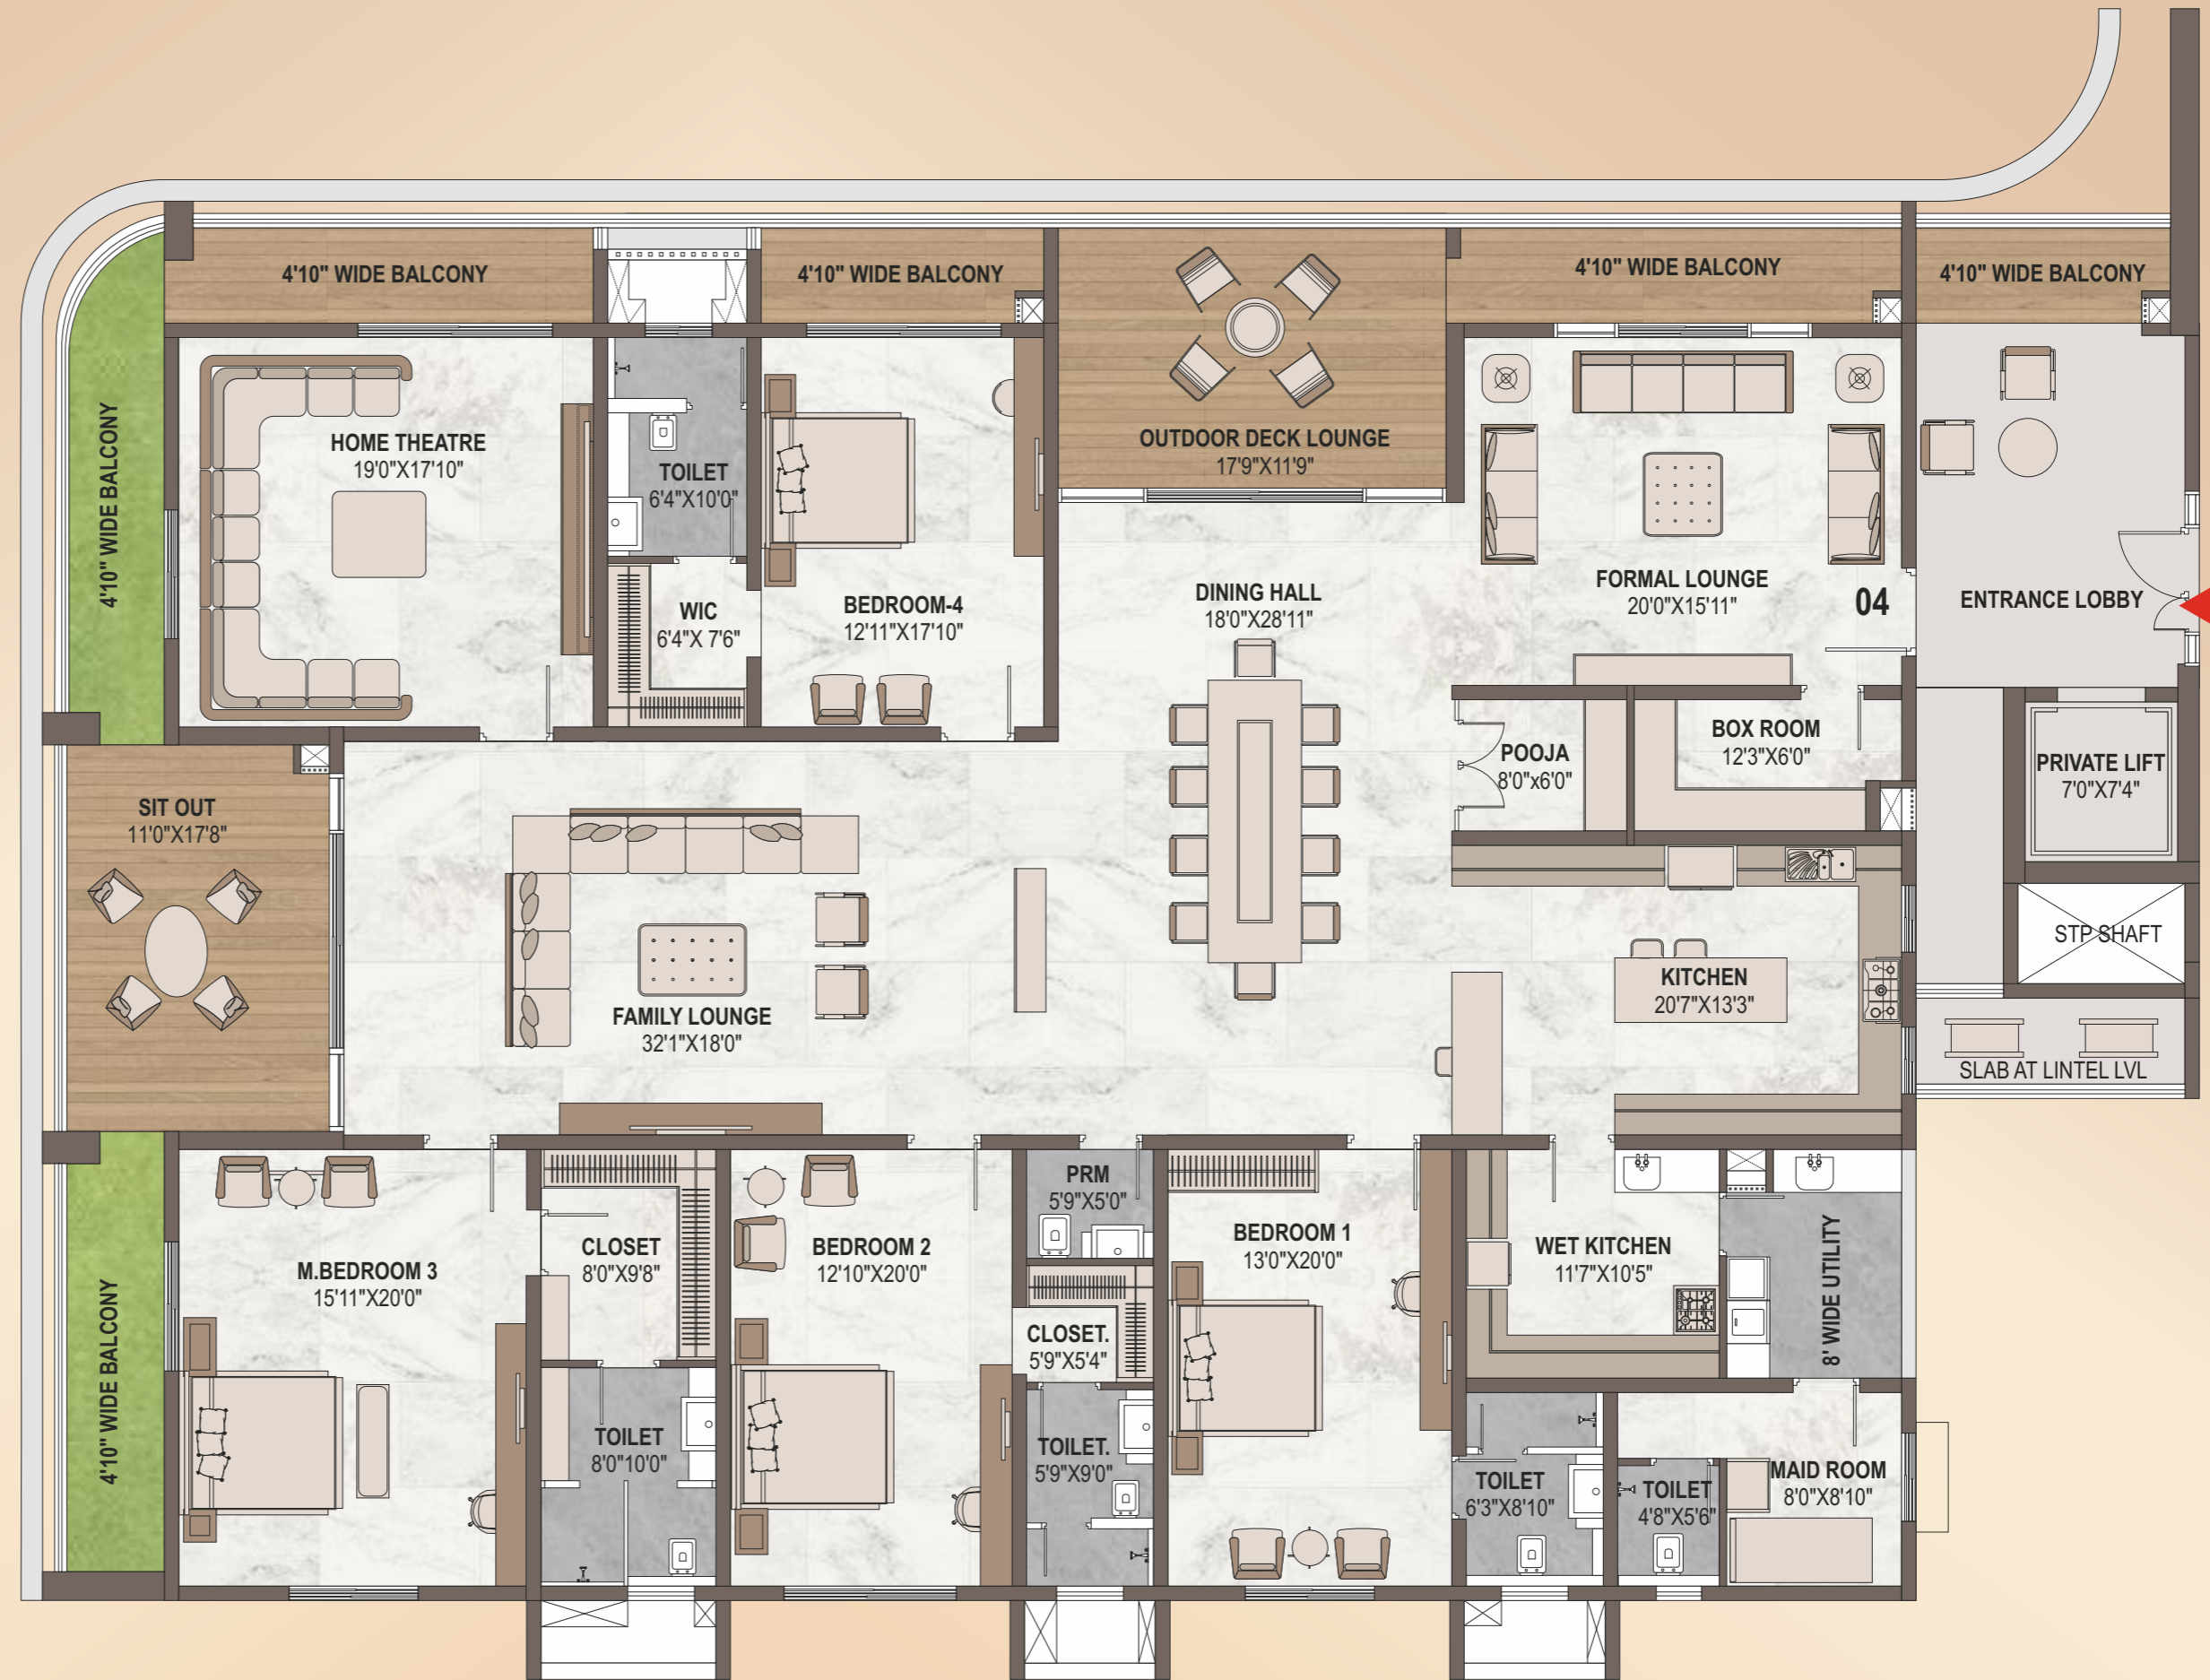 4'10" WIDE BALCONY
4'10" WIDE BALCONY
4'10" WIDE BALCONY
4'10" WIDE BALCONY
4'10" WIDE BALCONY
HOME THEATRE
19'0"X17'10"
TOILET
6'4"X10'0"
WIC
6'4"X 7'6"
BEDROOM-4
12'11"X17'10"
OUTDOOR DECK LOUNGE
17'9"X11'9"
DINING HALL
18'0"X28'11"
FORMAL LOUNGE
20'0"X15'11"
04
ENTRANCE LOBBY
POOJA
8'0"x6'0"
BOX ROOM
12'3"X6'0"
PRIVATE LIFT
7'0"X7'4"
SIT OUT
11'0"X17'8"
STP SHAFT
FAMILY LOUNGE
32'1"X18'0"
KITCHEN
20'7"X13'3"
SLAB AT LINTEL LVL
4'10" WIDE BALCONY
M.BEDROOM 3
15'11"X20'0"
CLOSET
8'0"X9'8"
BEDROOM 2
12'10"X20'0"
PRM
5'9"X5'0"
BEDROOM 1
13'0"X20'0"
WET KITCHEN
11'7"X10'5"
8' WIDE UTILITY
CLOSET.
5'9"X5'4"
TOILET
8'0"10'0"
TOILET.
5'9"X9'0"
TOILET
6'3"X8'10"
TOILET
4'8"X5'6"
MAID ROOM
8'0"X8'10"